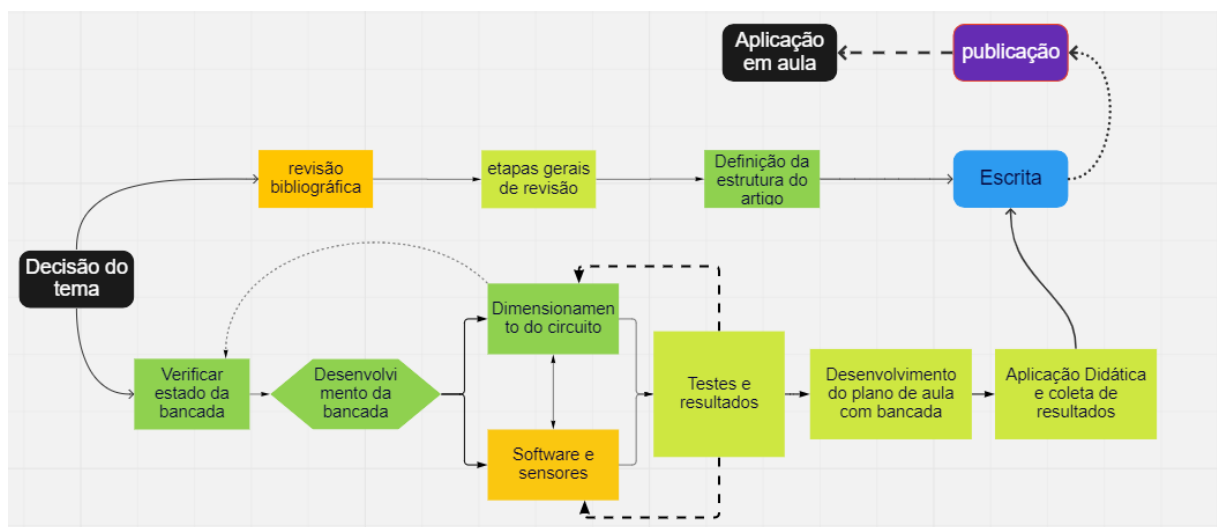 Aplicação
em aula
publicação
revisão
bibliográfica
etapas gerais
de revisão
Definição da
estrutura do
artigo
Escrita
Decisão do
tema
Dimensionamen
to do circuito
Verificar
estado da
bancada
Desenvolvi
mento da
bancada
Software e
sensores
Testes e
resultados
Desenvolvimento
do plano de aula
com bancada
Aplicação Didática
e coleta de
resultados